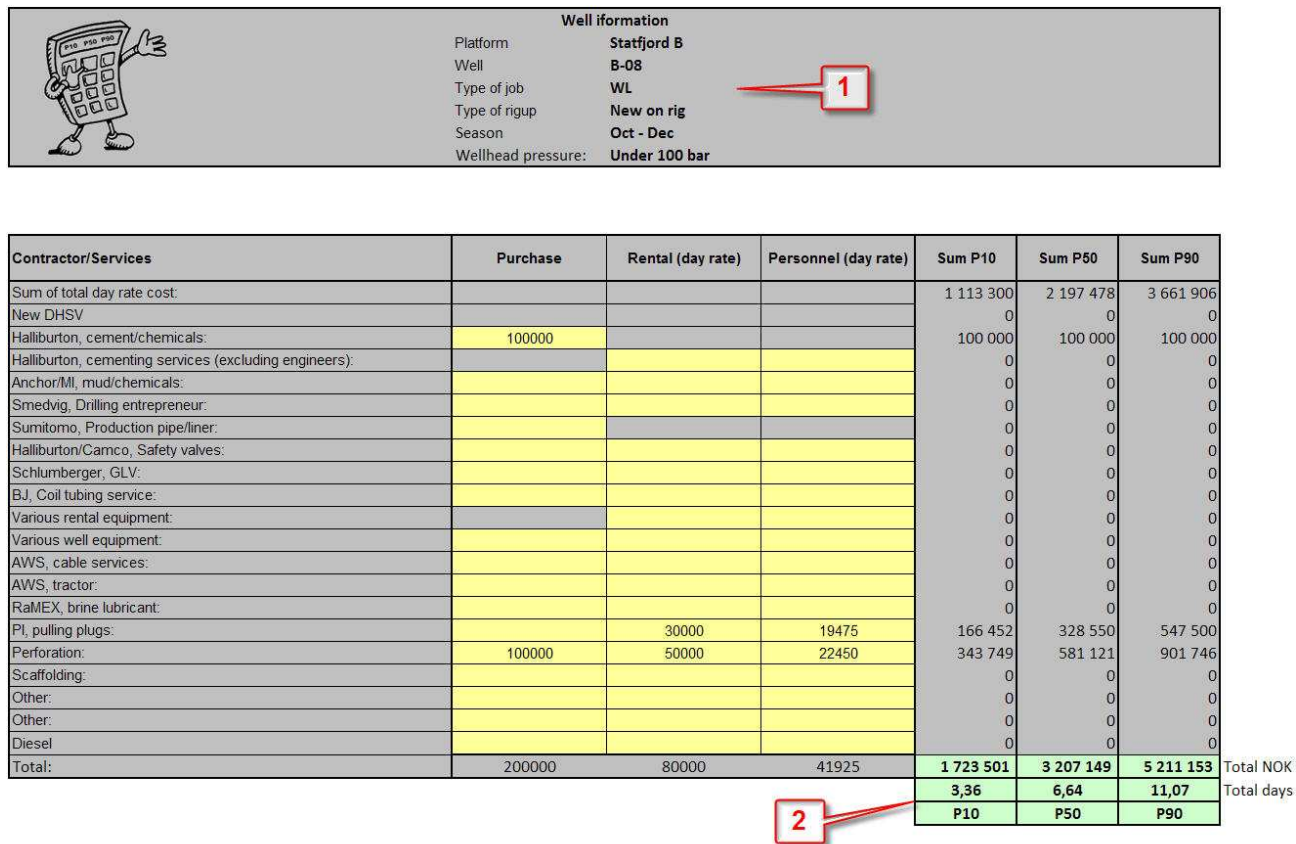 P10 P50 P90
Well iformation
Platform Statfjord B
Well B-08
Type of job WL
Type of rigup New on rig
Season Oct - Dec
Wellhead pressure: Under 100 bar
1
Contractor/Services Purchase Rental (day rate) Personnel (day rate) Sum P10 Sum P50 Sum P90
Sum of total day rate cost: 1 113 300 2 197 478 3 661 906
New DHSV 0 0 0
Halliburton, cement/chemicals: 100000 100 000 100 000 100 000
Halliburton, cementing services (excluding engineers): 0 0 0
Anchor/MI, mud/chemicals: 0 0 0
Smedvig, Drilling entrepreneur: 0 0 0
Sumitomo, Production pipe/liner: 0 0 0
Halliburton/Camco, Safety valves: 0 0 0
Schlumberger, GLV: 0 0 0
BJ, Coil tubing service: 0 0 0
Various rental equipment: 0 0 0
Various well equipment: 0 0 0
AWS, cable services: 0 0 0
AWS, tractor: 0 0 0
RaMEX, brine lubricant: 0 0 0
PI, pulling plugs: 30000 19475 166 452 328 550 547 500
Perforation: 100000 50000 22450 343 749 581 121 901 746
Scaffolding: 0 0 0
Other: 0 0 0
Other: 0 0 0
Diesel 0 0 0
Total: 200000 80000 41925 1 723 501 3 207 149 5 211 153 Total NOK
3,36 6,64 11,07 Total days
P10 P50 P90
2